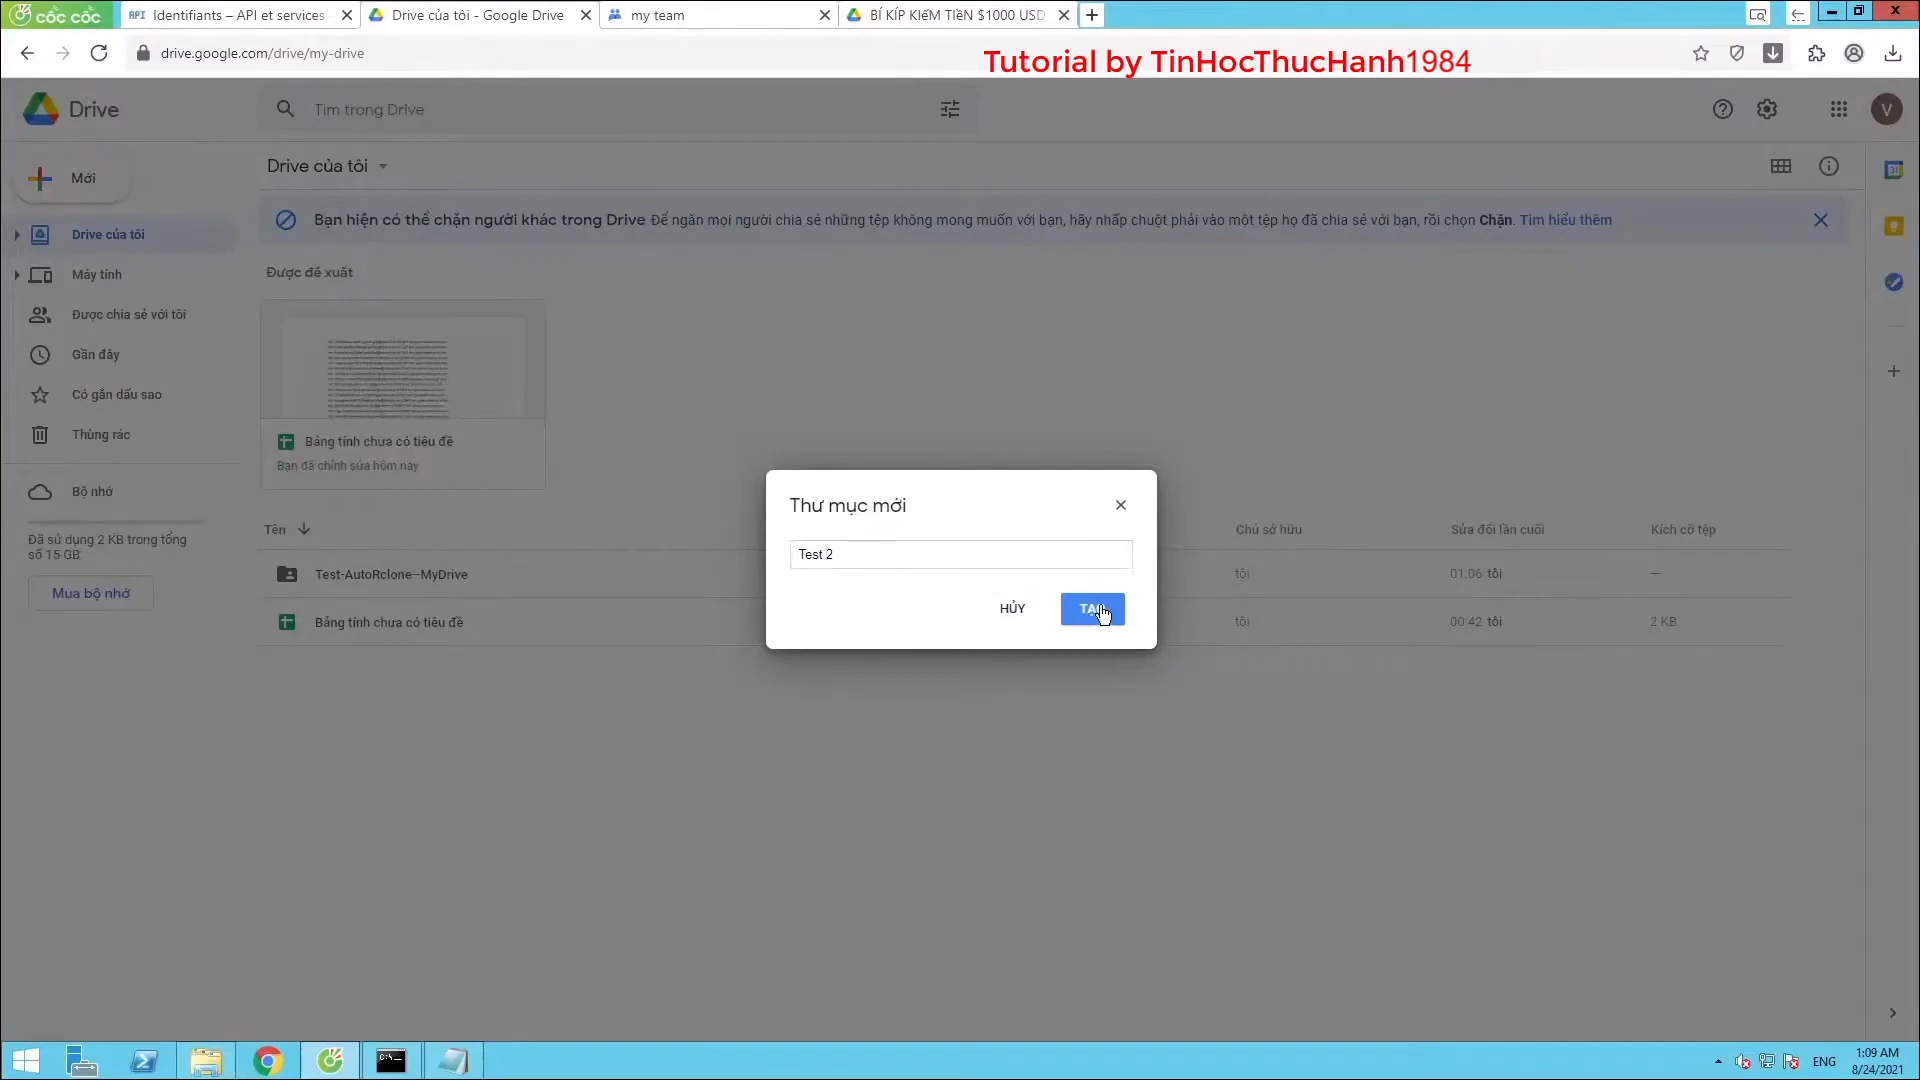 cốc cốc
API Identifiants – API et services
Drive của tôi - Google Drive
my team
BÍ KÍP KIếM TIềN $1000 USD
drive.google.com/drive/my-drive
Tutorial by TinHocThucHanh1984
Drive
Tìm trong Drive
V
Mới
Drive của tôi
31
Bạn hiện có thể chặn người khác trong Drive Để ngăn mọi người chia sẻ những tệp không mong muốn với bạn, hãy nhấp chuột phải vào một tệp họ đã chia sẻ với bạn, rồi chọn Chặn. Tìm hiểu thêm
Drive của tôi
Máy tính
Được chia sẻ với tôi
Gần đây
Có gắn dấu sao
Thùng rác
Bộ nhớ
Đã sử dụng 2 KB trong tổng
số 15 GB
Mua bộ nhớ
Được đề xuất
Bảng tính chưa có tiêu đề
Bạn đã chỉnh sửa hôm nay
Tên
Chủ sở hữu
Sửa đổi lần cuối
Kích cỡ tệp
Test-AutoRclone--MyDrive
tôi
01:06 tôi
—
Bảng tính chưa có tiêu đề
tôi
00:42 tôi
2 KB
Thư mục mới
Test 2
HỦY
ENG
1:09 AM
8/24/2021